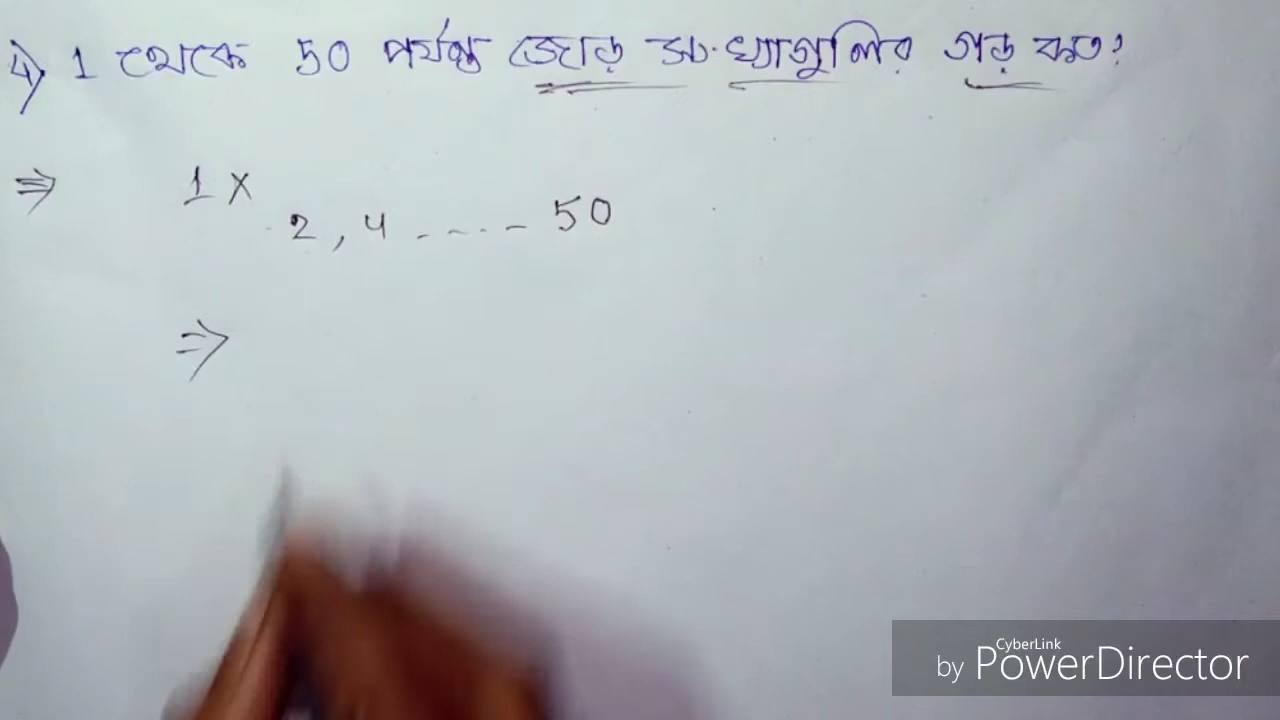 4) 1 থেকে 50 পর্যন্ত জোড় সংখ্যাগুলির গড় কত?
⇒ 1 ×
2, 4 ----- 50
⇒
CyberLink
by PowerDirector